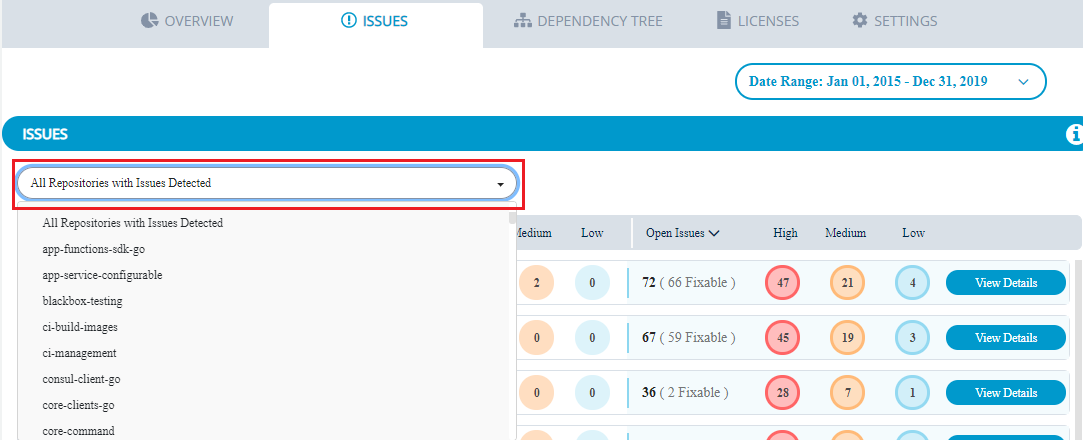 OVERVIEW ISSUES DEPENDENCY TREE LICENSES SETTINGS
Date Range: Jan 01, 2015 - Dec 31, 2019
ISSUES
All Repositories with Issues Detected
All Repositories with Issues Detected
app-functions-sdk-go
app-service-configurable
blackbox-testing
ci-build-images
ci-management
consul-client-go
core-clients-go
core-command
Medium Low Open Issues High Medium Low
2 0 72 ( 66 Fixable ) 47 21 4 View Details
0 0 67 ( 59 Fixable ) 45 19 3 View Details
0 0 36 ( 2 Fixable ) 28 7 1 View Details